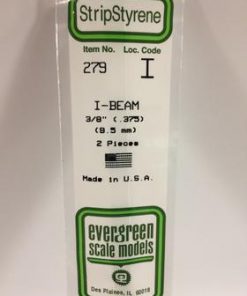 StripStyrene
Item No. Loc. Code
279 I
I-BEAM
3/8" (.375)
(9.5 mm)
2 Pieces
Made in U.S.A.
evergreen
scale models
Des Plaines, IL 60018